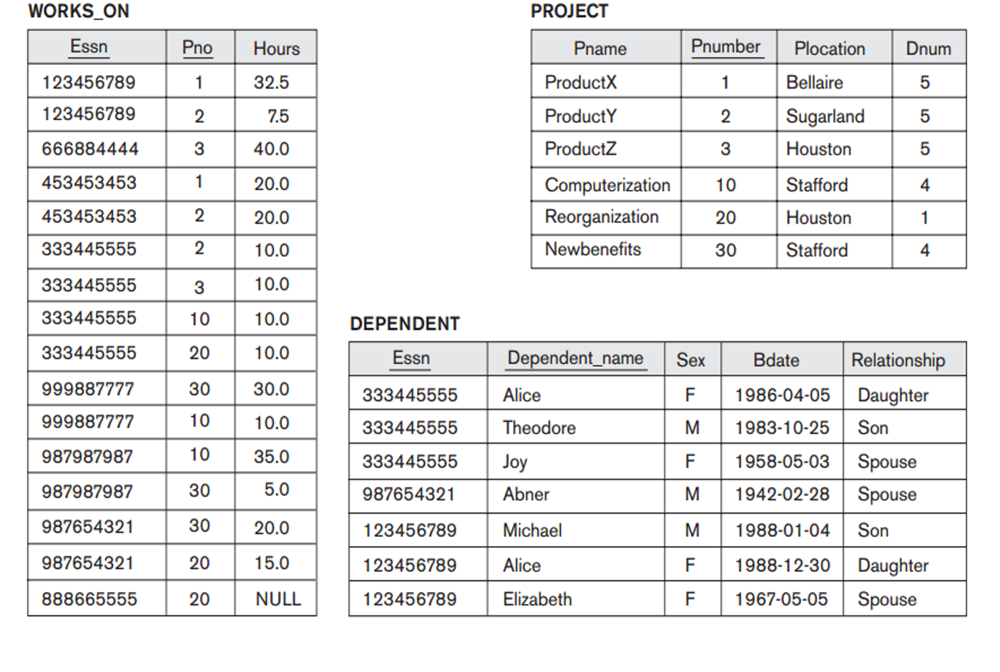 WORKS_ON
Essn Pno Hours
123456789 1 32.5
123456789 2 7.5
666884444 3 40.0
453453453 1 20.0
453453453 2 20.0
333445555 2 10.0
333445555 3 10.0
333445555 10 10.0
333445555 20 10.0
999887777 30 30.0
999887777 10 10.0
987987987 10 35.0
987987987 30 5.0
987654321 30 20.0
987654321 20 15.0
888665555 20 NULL
PROJECT
Pname Pnumber Plocation Dnum
ProductX 1 Bellaire 5
ProductY 2 Sugarland 5
ProductZ 3 Houston 5
Computerization 10 Stafford 4
Reorganization 20 Houston 1
Newbenefits 30 Stafford 4
DEPENDENT
Essn Dependent_name Sex Bdate Relationship
333445555 Alice F 1986-04-05 Daughter
333445555 Theodore M 1983-10-25 Son
333445555 Joy F 1958-05-03 Spouse
987654321 Abner M 1942-02-28 Spouse
123456789 Michael M 1988-01-04 Son
123456789 Alice F 1988-12-30 Daughter
123456789 Elizabeth F 1967-05-05 Spouse